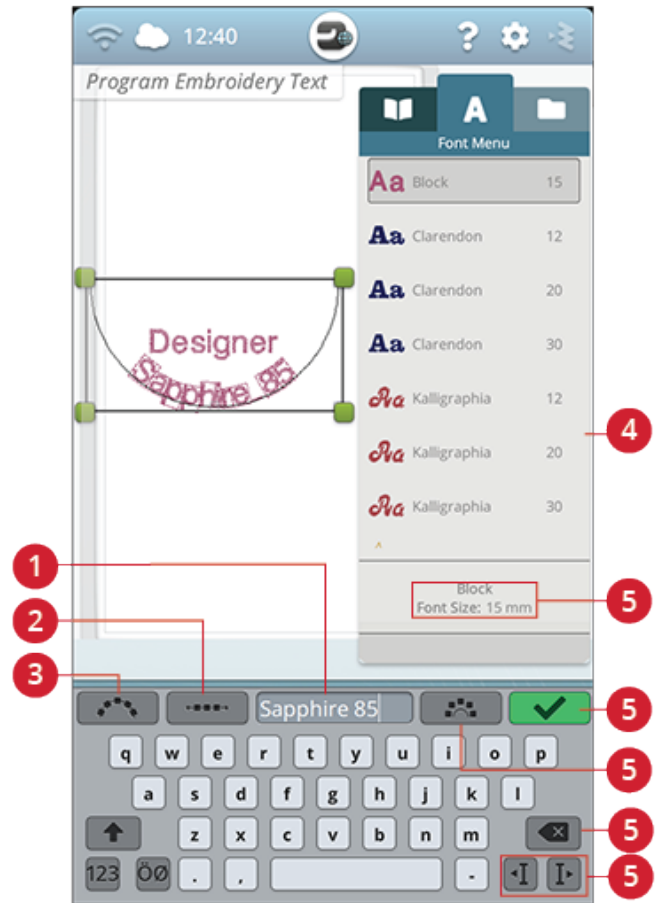 12:40
?
Program Embroidery Text
A
Font Menu
Aa Block 15
Aa Clarendon 12
Aa Clarendon 20
Aa Clarendon 30
Aa Kalligraphia 12
Aa Kalligraphia 20
Aa Kalligraphia 30
Designer
Sapphire 85
4
1
Block
Font Size: 15 mm
5
2
3
Sapphire 85
5
q w e r t y u i o p
5
a s d f g h j k l
z x c v b n m
5
123 ÖØ . , -
5